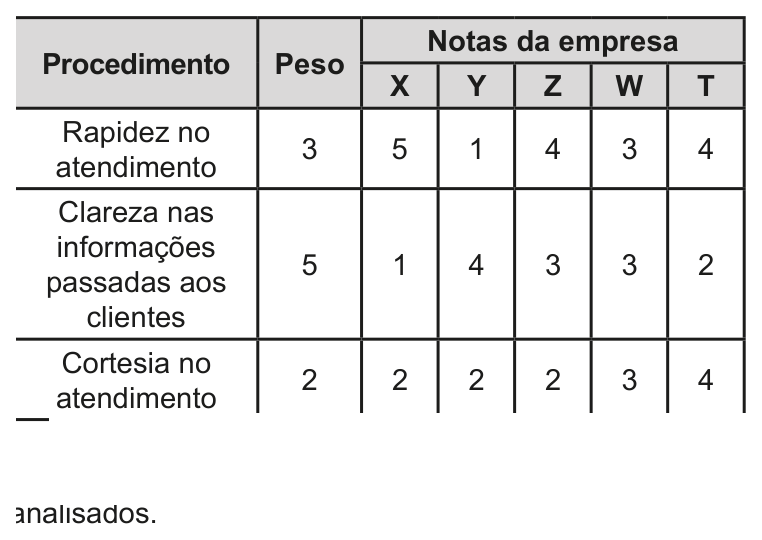 Procedimento Peso Notas da empresa
X Y Z W T
Rapidez no
atendimento 3 5 1 4 3 4
Clareza nas
informações
passadas aos
clientes 5 1 4 3 3 2
Cortesia no
atendimento 2 2 2 2 3 4
analisados.